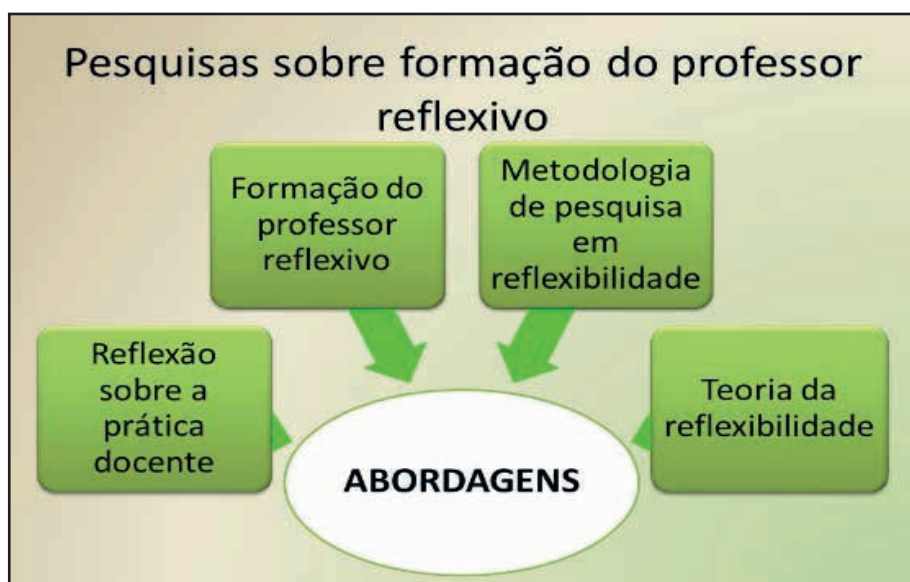 Pesquisas sobre formação do professor
reflexivo
Formação do
professor
reflexivo
Metodologia
de pesquisa
em
reflexibilidade
Reflexão
sobre a
prática
docente
Teoria da
reflexibilidade
ABORDAGENS